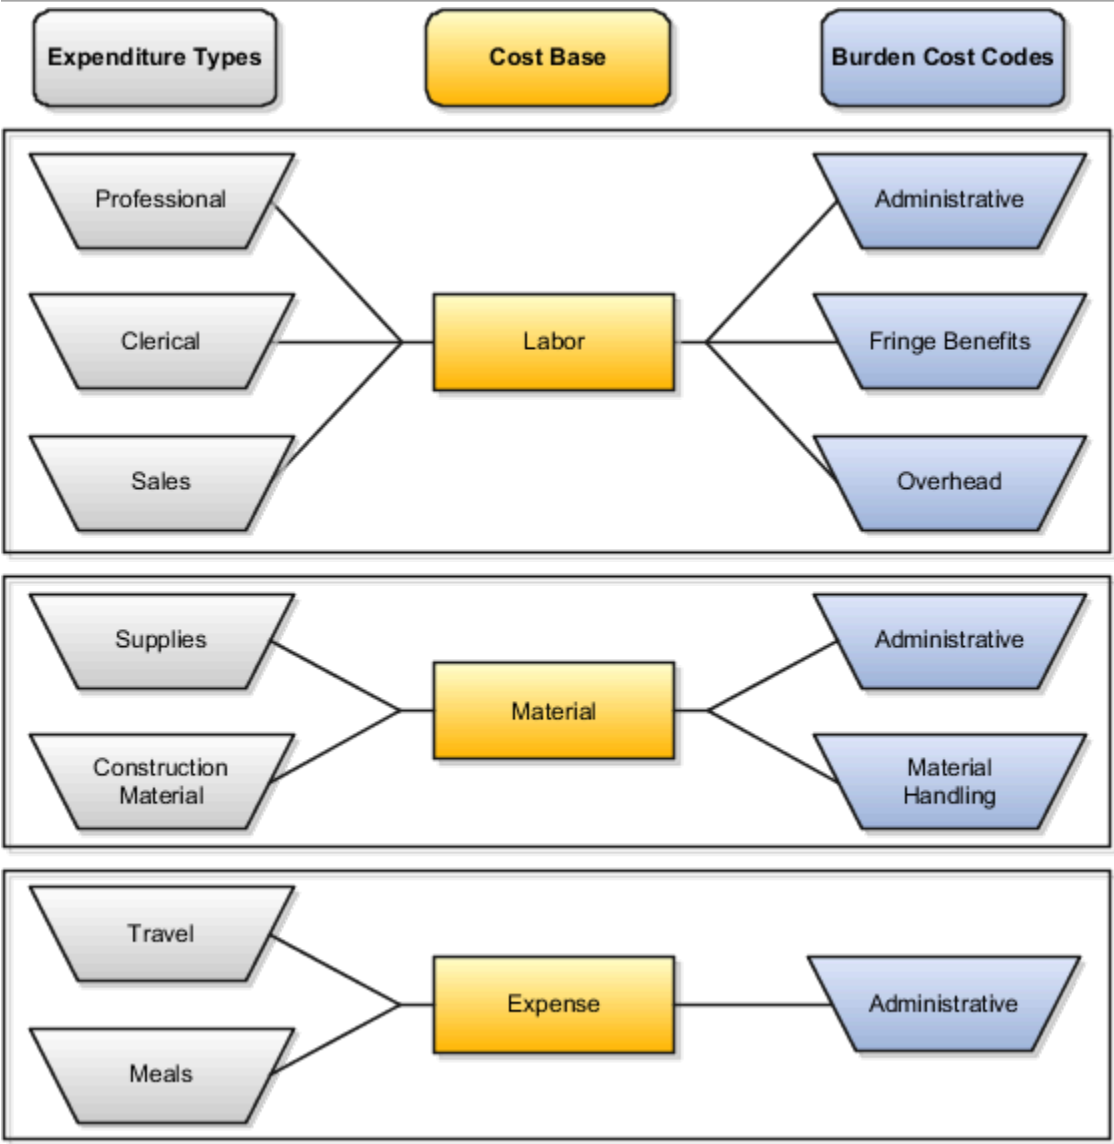 Expenditure Types
Cost Base
Burden Cost Codes
Professional
Administrative
Clerical
Labor
Fringe Benefits
Sales
Overhead
Supplies
Administrative
Material
Construction
Material
Material
Handling
Travel
Expense
Administrative
Meals